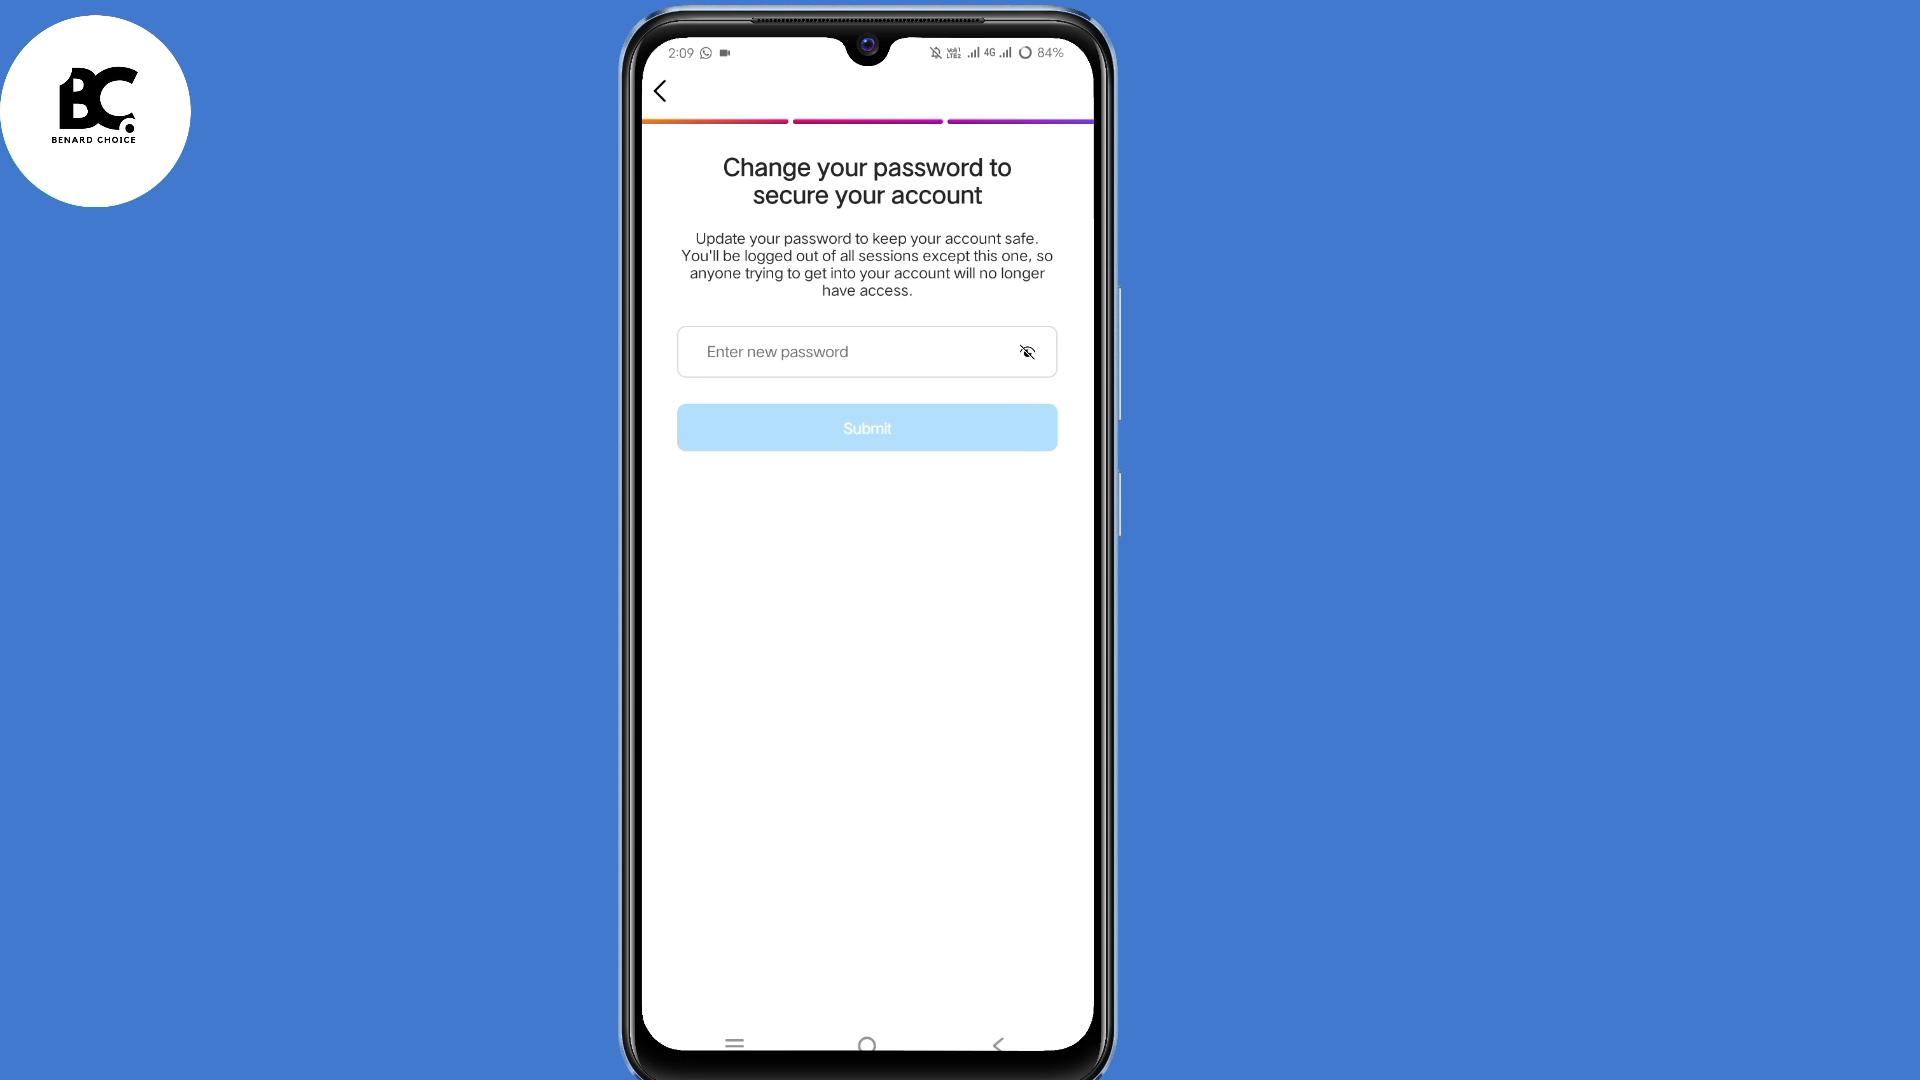 BC.
BENARD CHOICE
2:09
4G
84%
Change your password to
secure your account
Update your password to keep your account safe.
You'll be logged out of all sessions except this one, so
anyone trying to get into your account will no longer
have access.
Enter new password
Submit